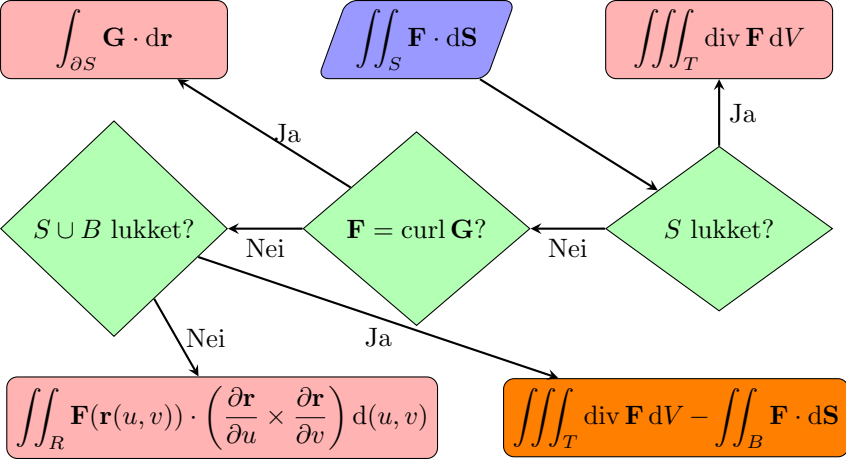 ∫_{∂S} 𝐆 · d𝐫
∬_S 𝐅 · d𝐒
∭_T div 𝐅 dV
Ja
Ja
S ∪ B lukket?
𝐅 = curl 𝐆?
S lukket?
Nei
Nei
Nei
Ja
∬_R 𝐅(𝐫(u, v)) · (∂𝐫/∂u × ∂𝐫/∂v) d(u, v)
∭_T div 𝐅 dV − ∬_B 𝐅 · d𝐒